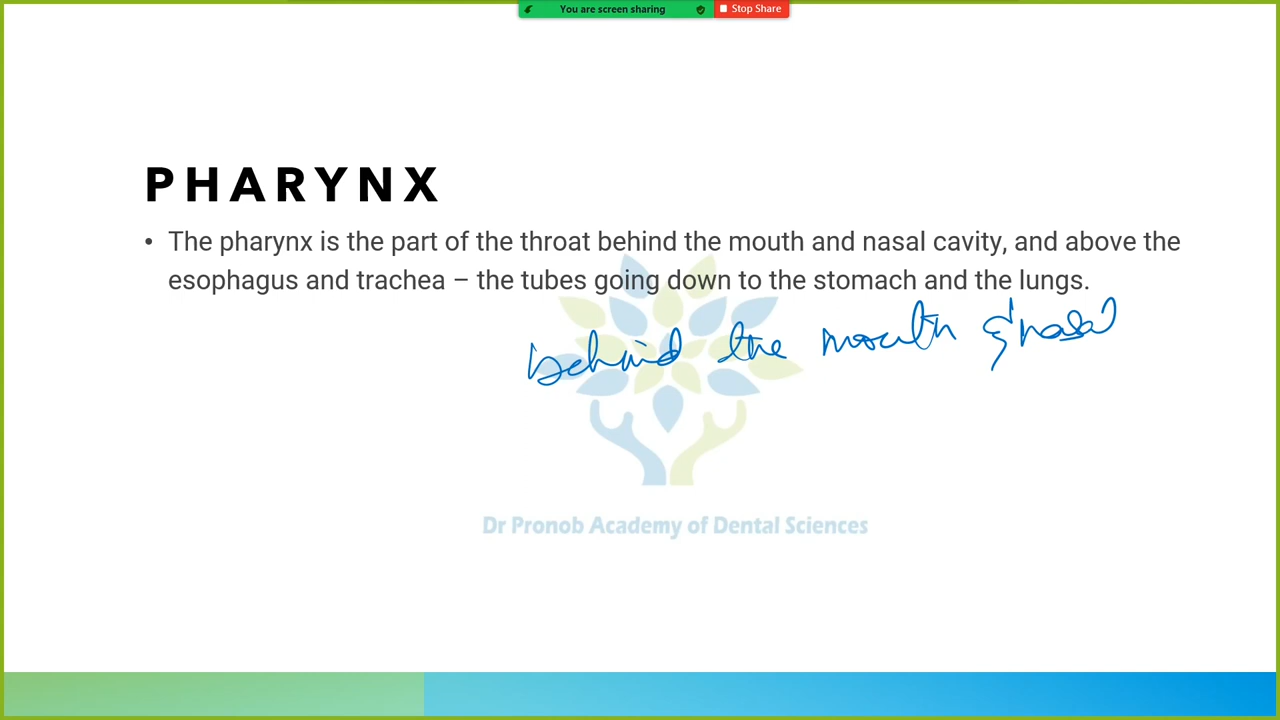 You are screen sharing Stop Share
PHARYNX
• The pharynx is the part of the throat behind the mouth and nasal cavity, and above the
esophagus and trachea – the tubes going down to the stomach and the lungs.
behind the mouth & nasal
Dr Pronob Academy of Dental Sciences